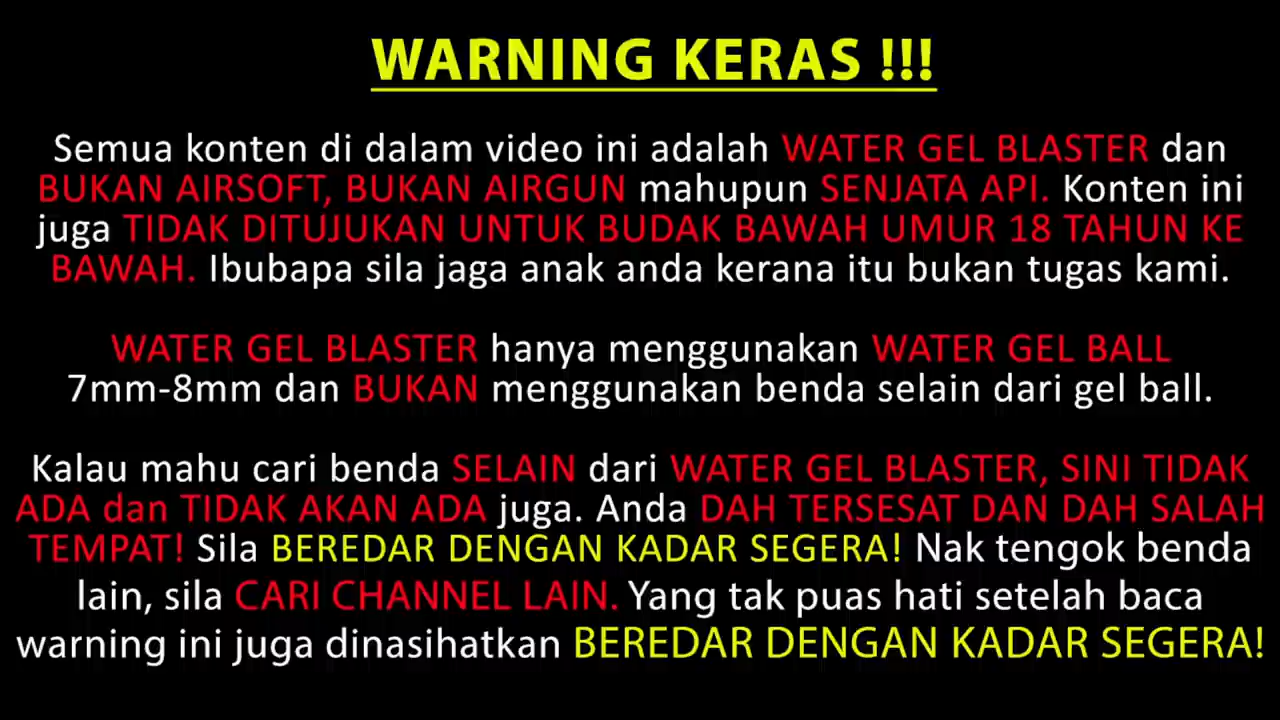 WARNING KERAS !!!
Semua konten di dalam video ini adalah WATER GEL BLASTER dan
BUKAN AIRSOFT, BUKAN AIRGUN mahupun SENJATA API. Konten ini
juga TIDAK DITUJUKAN UNTUK BUDAK BAWAH UMUR 18 TAHUN KE
BAWAH. Ibubapa sila jaga anak anda kerana itu bukan tugas kami.
WATER GEL BLASTER hanya menggunakan WATER GEL BALL
7mm-8mm dan BUKAN menggunakan benda selain dari gel ball.
Kalau mahu cari benda SELAIN dari WATER GEL BLASTER, SINI TIDAK
ADA dan TIDAK AKAN ADA juga. Anda DAH TERSESAT DAN DAH SALAH
TEMPAT! Sila BEREDAR DENGAN KADAR SEGERA! Nak tengok benda
lain, sila CARI CHANNEL LAIN. Yang tak puas hati setelah baca
warning ini juga dinasihatkan BEREDAR DENGAN KADAR SEGERA!